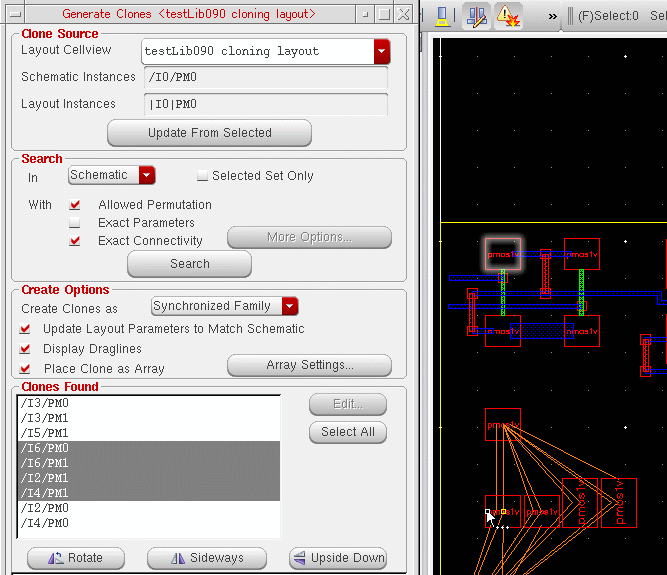 Generate Clones <testLib090 cloning layout>
Clone Source
Layout Cellview testLib090 cloning layout
Schematic Instances /I0/PM0
Layout Instances |I0|PM0
Update From Selected
Search
In Schematic Selected Set Only
With Allowed Permutation
Exact Parameters
Exact Connectivity More Options...
Search
Create Options
Create Clones as Synchronized Family
Update Layout Parameters to Match Schematic
Display Draglines
Place Clone as Array Array Settings...
Clones Found
/I3/PM0
/I3/PM1
/I5/PM1
/I6/PM0
/I6/PM1
/I2/PM1
/I4/PM1
/I2/PM0
/I4/PM0
Edit...
Select All
Rotate Sideways Upside Down
» (F)Select:0 Sel
pmos1v pmos1v
pmos1v pmos1v
pmos1v
pmos1v pmos1v pmos1v pmos1v